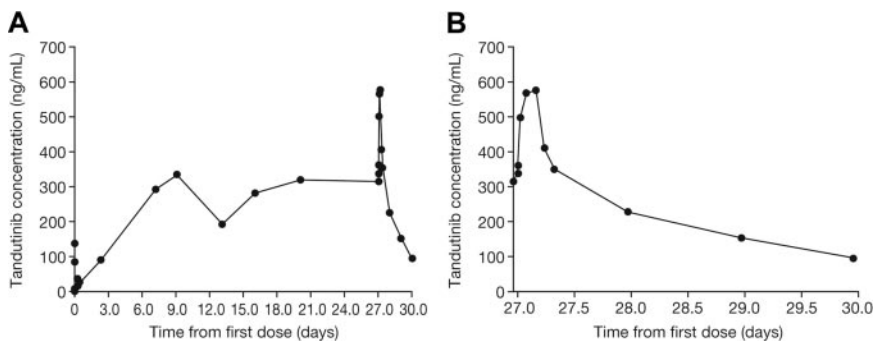 A
B
Tandutinib concentration (ng/mL)
700
600
500
400
300
200
100
0
0 3.0 6.0 9.0 12.0 15.0 18.0 21.0 27.0 30.0
Time from first dose (days)
Tandutinib concentration (ng/mL)
700
600
500
400
300
200
100
0
27.0 27.5 28.0 28.5 29.0 29.5 30.0
Time from first dose (days)